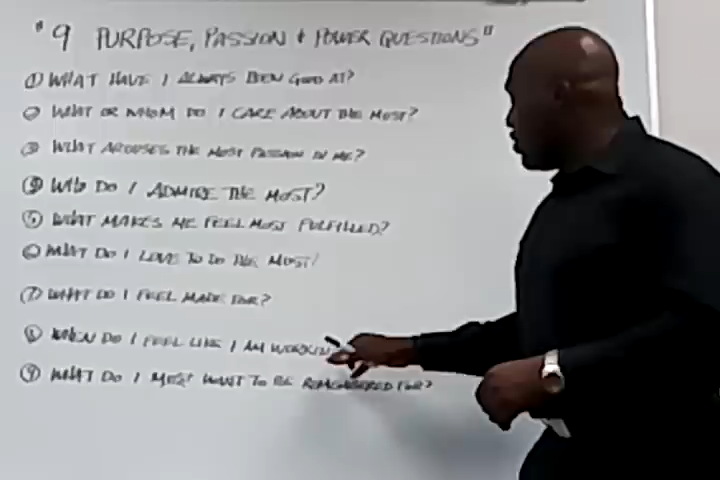 "9 PURPOSE, PASSION + POWER QUESTIONS"
① WHAT HAVE I ALWAYS BEEN GOOD AT?
② WHAT OR WHOM DO I CARE ABOUT THE MOST?
③ WHAT AROUSES THE MOST PASSION IN ME?
④ WHO DO I ADMIRE THE MOST?
⑤ WHAT MAKES ME FEEL MOST FULFILLED?
⑥ WHAT DO I LOVE TO DO THE MOST?
⑦ WHAT DO I FEEL MADE FOR?
⑧ WHEN DO I FEEL LIKE I AM WORKIN
⑨ WHAT DO I MOST WANT TO BE REMEMBERED FOR?